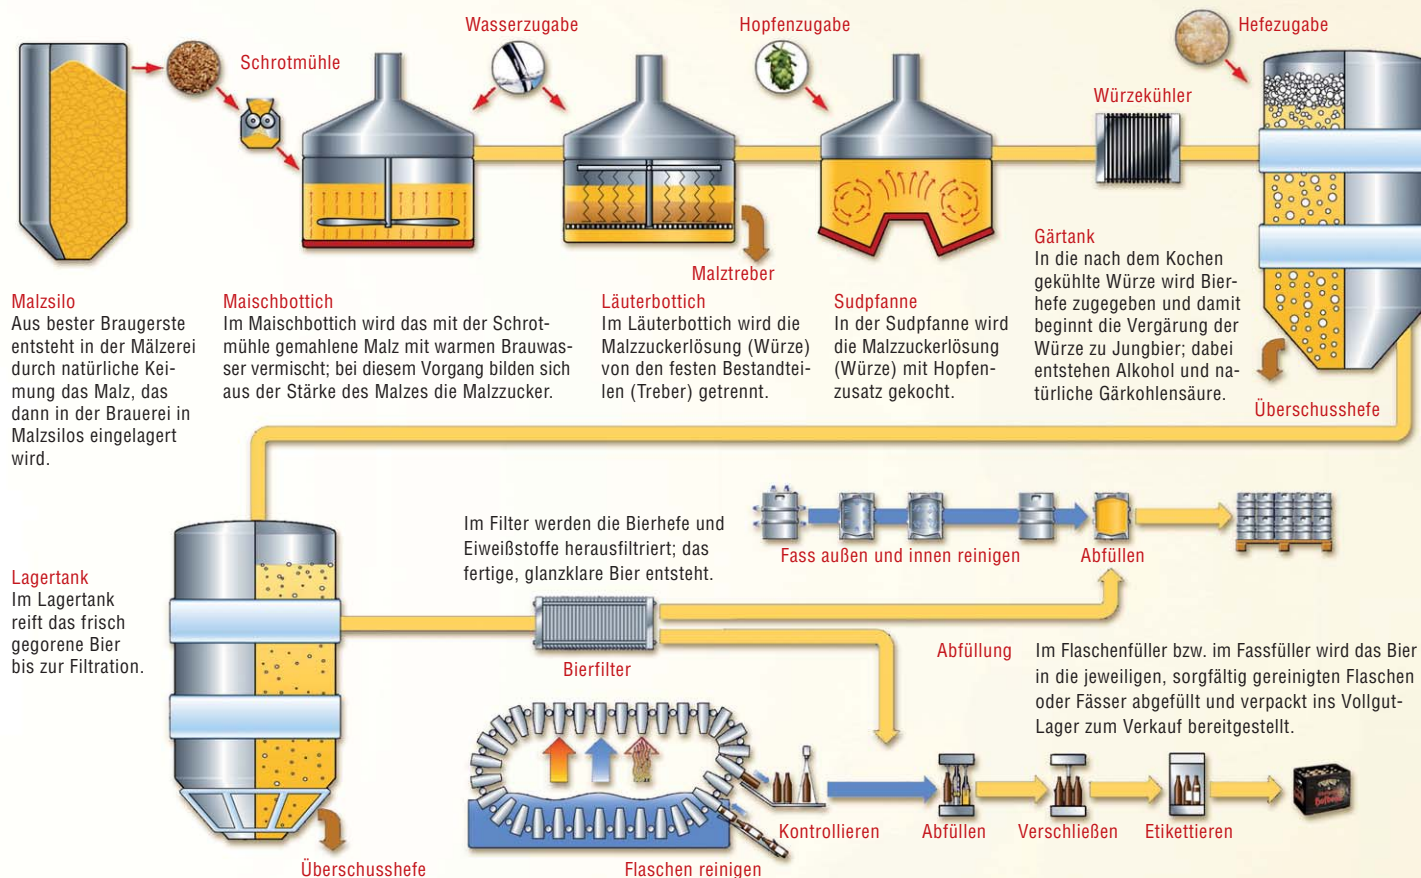 Wasserzugabe
Hopfenzugabe
Hefezugabe
Schrotmühle
Würzekühler
Malztreber
Malzsilo
Aus bester Braugerste
entsteht in der Mälzerei
durch natürliche Kei-
mung das Malz, das
dann in der Brauerei in
Malzsilos eingelagert
wird.
Maischbottich
Im Maischbottich wird das mit der Schrot-
mühle gemahlene Malz mit warmen Brauwas-
ser vermischt; bei diesem Vorgang bilden sich
aus der Stärke des Malzes die Malzzucker.
Läuterbottich
Im Läuterbottich wird die
Malzzuckerlösung (Würze)
von den festen Bestandtei-
len (Treber) getrennt.
Sudpfanne
In der Sudpfanne wird
die Malzzuckerlösung
(Würze) mit Hopfen-
zusatz gekocht.
Gärtank
In die nach dem Kochen
gekühlte Würze wird Bier-
hefe zugegeben und damit
beginnt die Vergärung der
Würze zu Jungbier; dabei
entstehen Alkohol und na-
türliche Gärkohlensäure.
Überschusshefe
Lagertank
Im Lagertank
reift das frisch
gegorene Bier
bis zur Filtration.
Überschusshefe
Im Filter werden die Bierhefe und
Eiweißstoffe herausfiltriert; das
fertige, glanzklare Bier entsteht.
Bierfilter
Fass außen und innen reinigen
Abfüllen
Abfüllung
Im Flaschenfüller bzw. im Fassfüller wird das Bier
in die jeweiligen, sorgfältig gereinigten Flaschen
oder Fässer abgefüllt und verpackt ins Vollgut-
Lager zum Verkauf bereitgestellt.
Flaschen reinigen
Kontrollieren
Abfüllen
Verschließen
Etikettieren